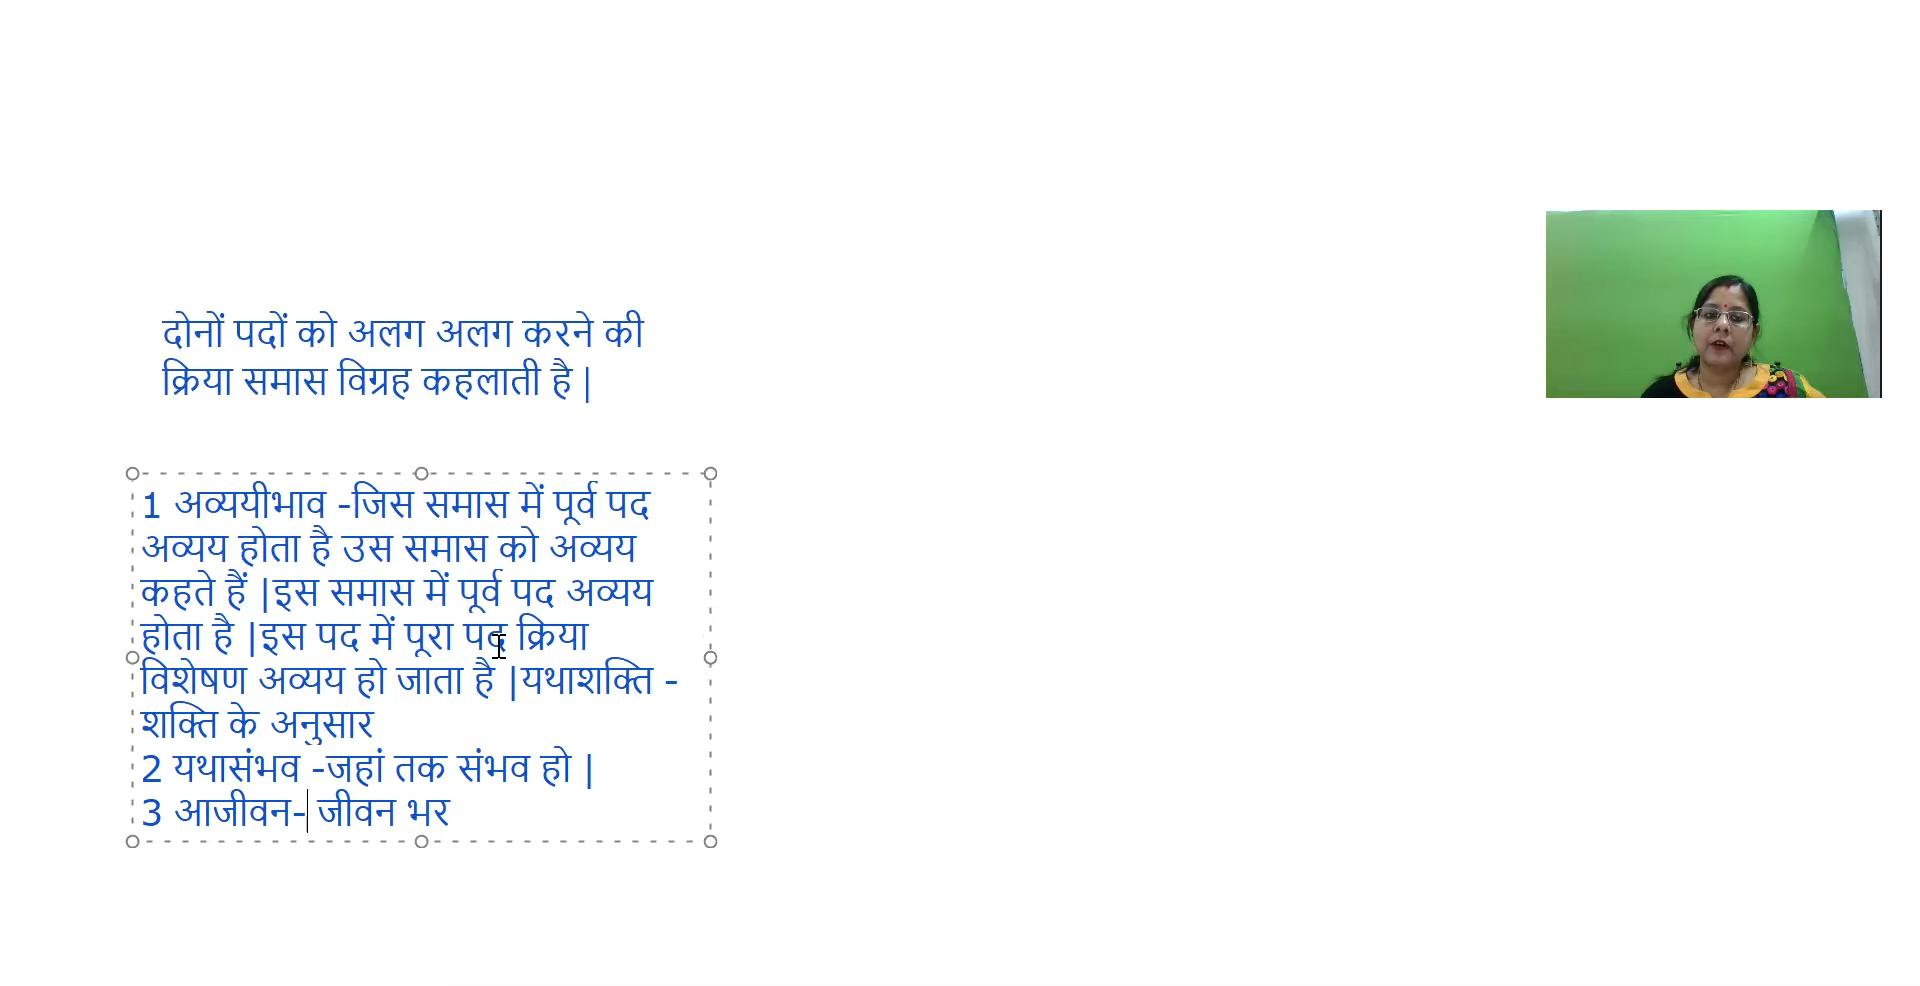 दोनों पदों को अलग अलग करने की
क्रिया समास विग्रह कहलाती है |
1 अव्ययीभाव -जिस समास में पूर्व पद
अव्यय होता है उस समास को अव्यय
कहते हैं |इस समास में पूर्व पद अव्यय
होता है |इस पद में पूरा पद क्रिया
विशेषण अव्यय हो जाता है |यथाशक्ति -
शक्ति के अनुसार
2 यथासंभव -जहां तक संभव हो |
3 आजीवन- जीवन भर